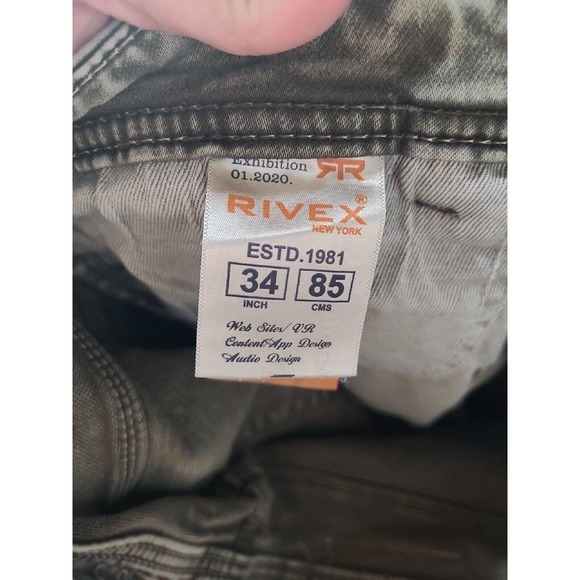 Exhibition
01.2020.
RIVEX®
NEW YORK
ESTD.1981
34 85
INCH CMS
Web Sites/VR
Content/App Design
Audio Design